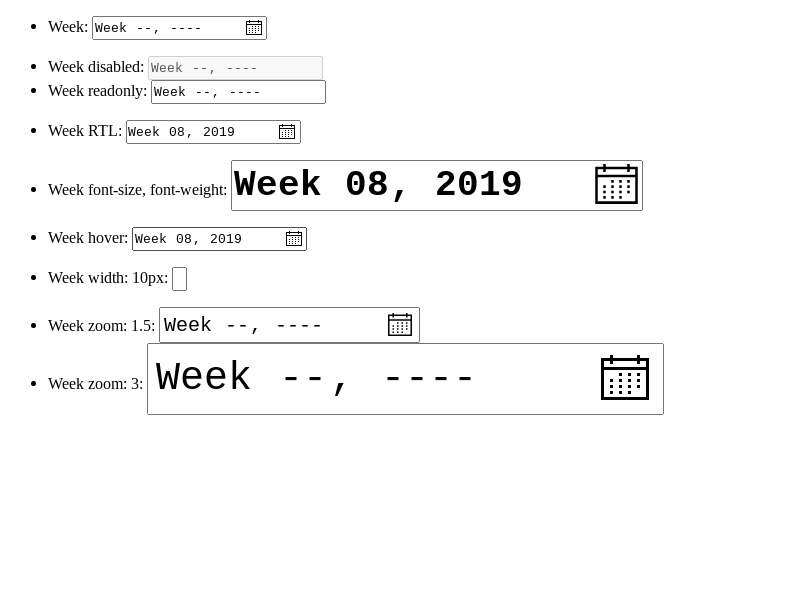 Week: Week --, ----
Week disabled: Week --, ----
Week readonly: Week --, ----
Week RTL: Week 08, 2019
Week font-size, font-weight: Week 08, 2019
Week hover: Week 08, 2019
Week width: 10px:
Week zoom: 1.5: Week --, ----
Week zoom: 3: Week --, ----